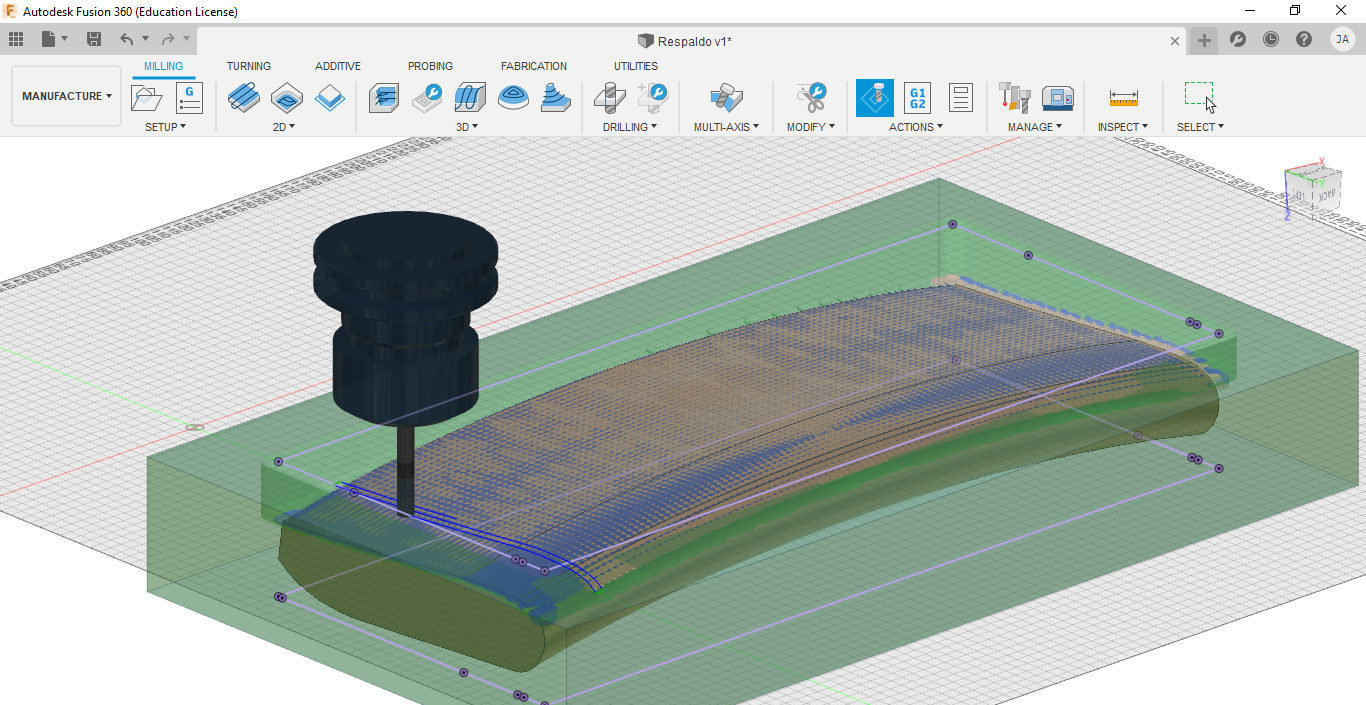 Autodesk Fusion 360 (Education License)
Respaldo v1*
JA
MILLING TURNING ADDITIVE PROBING FABRICATION UTILITIES
MANUFACTURE
G
G1
G2
SETUP 2D 3D DRILLING MULTI-AXIS MODIFY ACTIONS MANAGE INSPECT SELECT
X
Y
LEFT BACK
Z